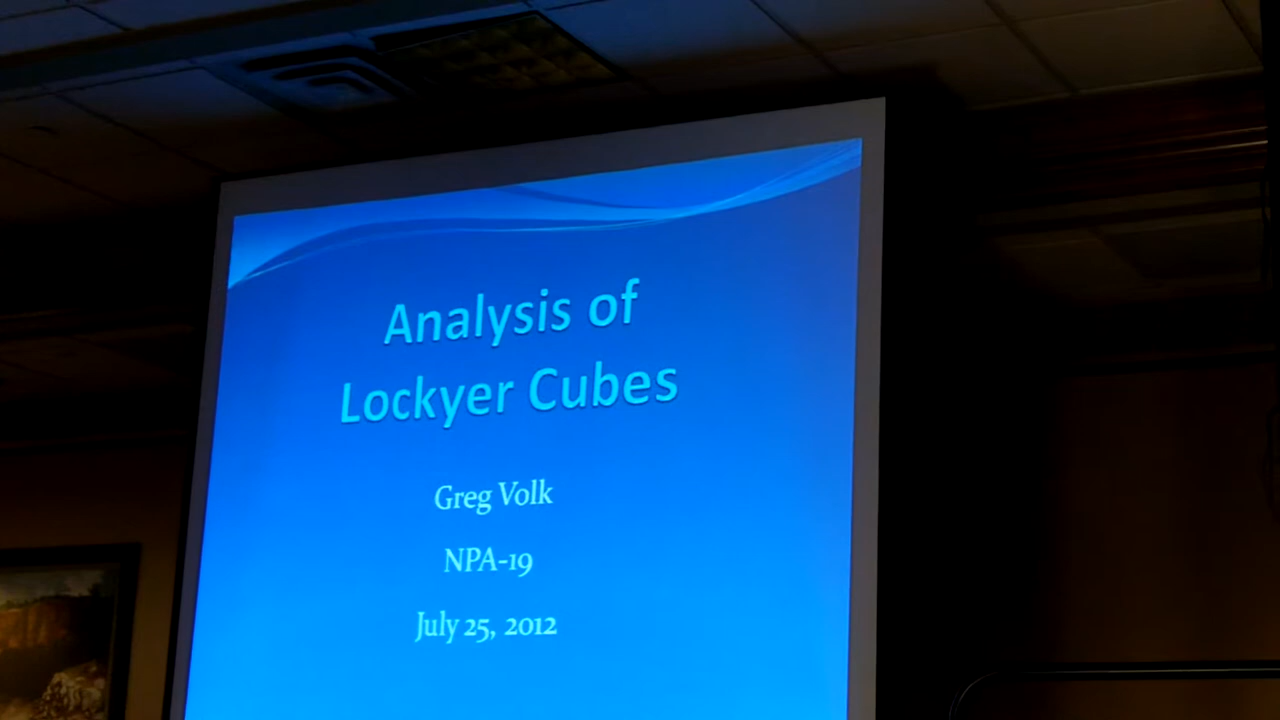 Analysis of
Lockyer Cubes
Greg Volk
NPA-19
July 25, 2012